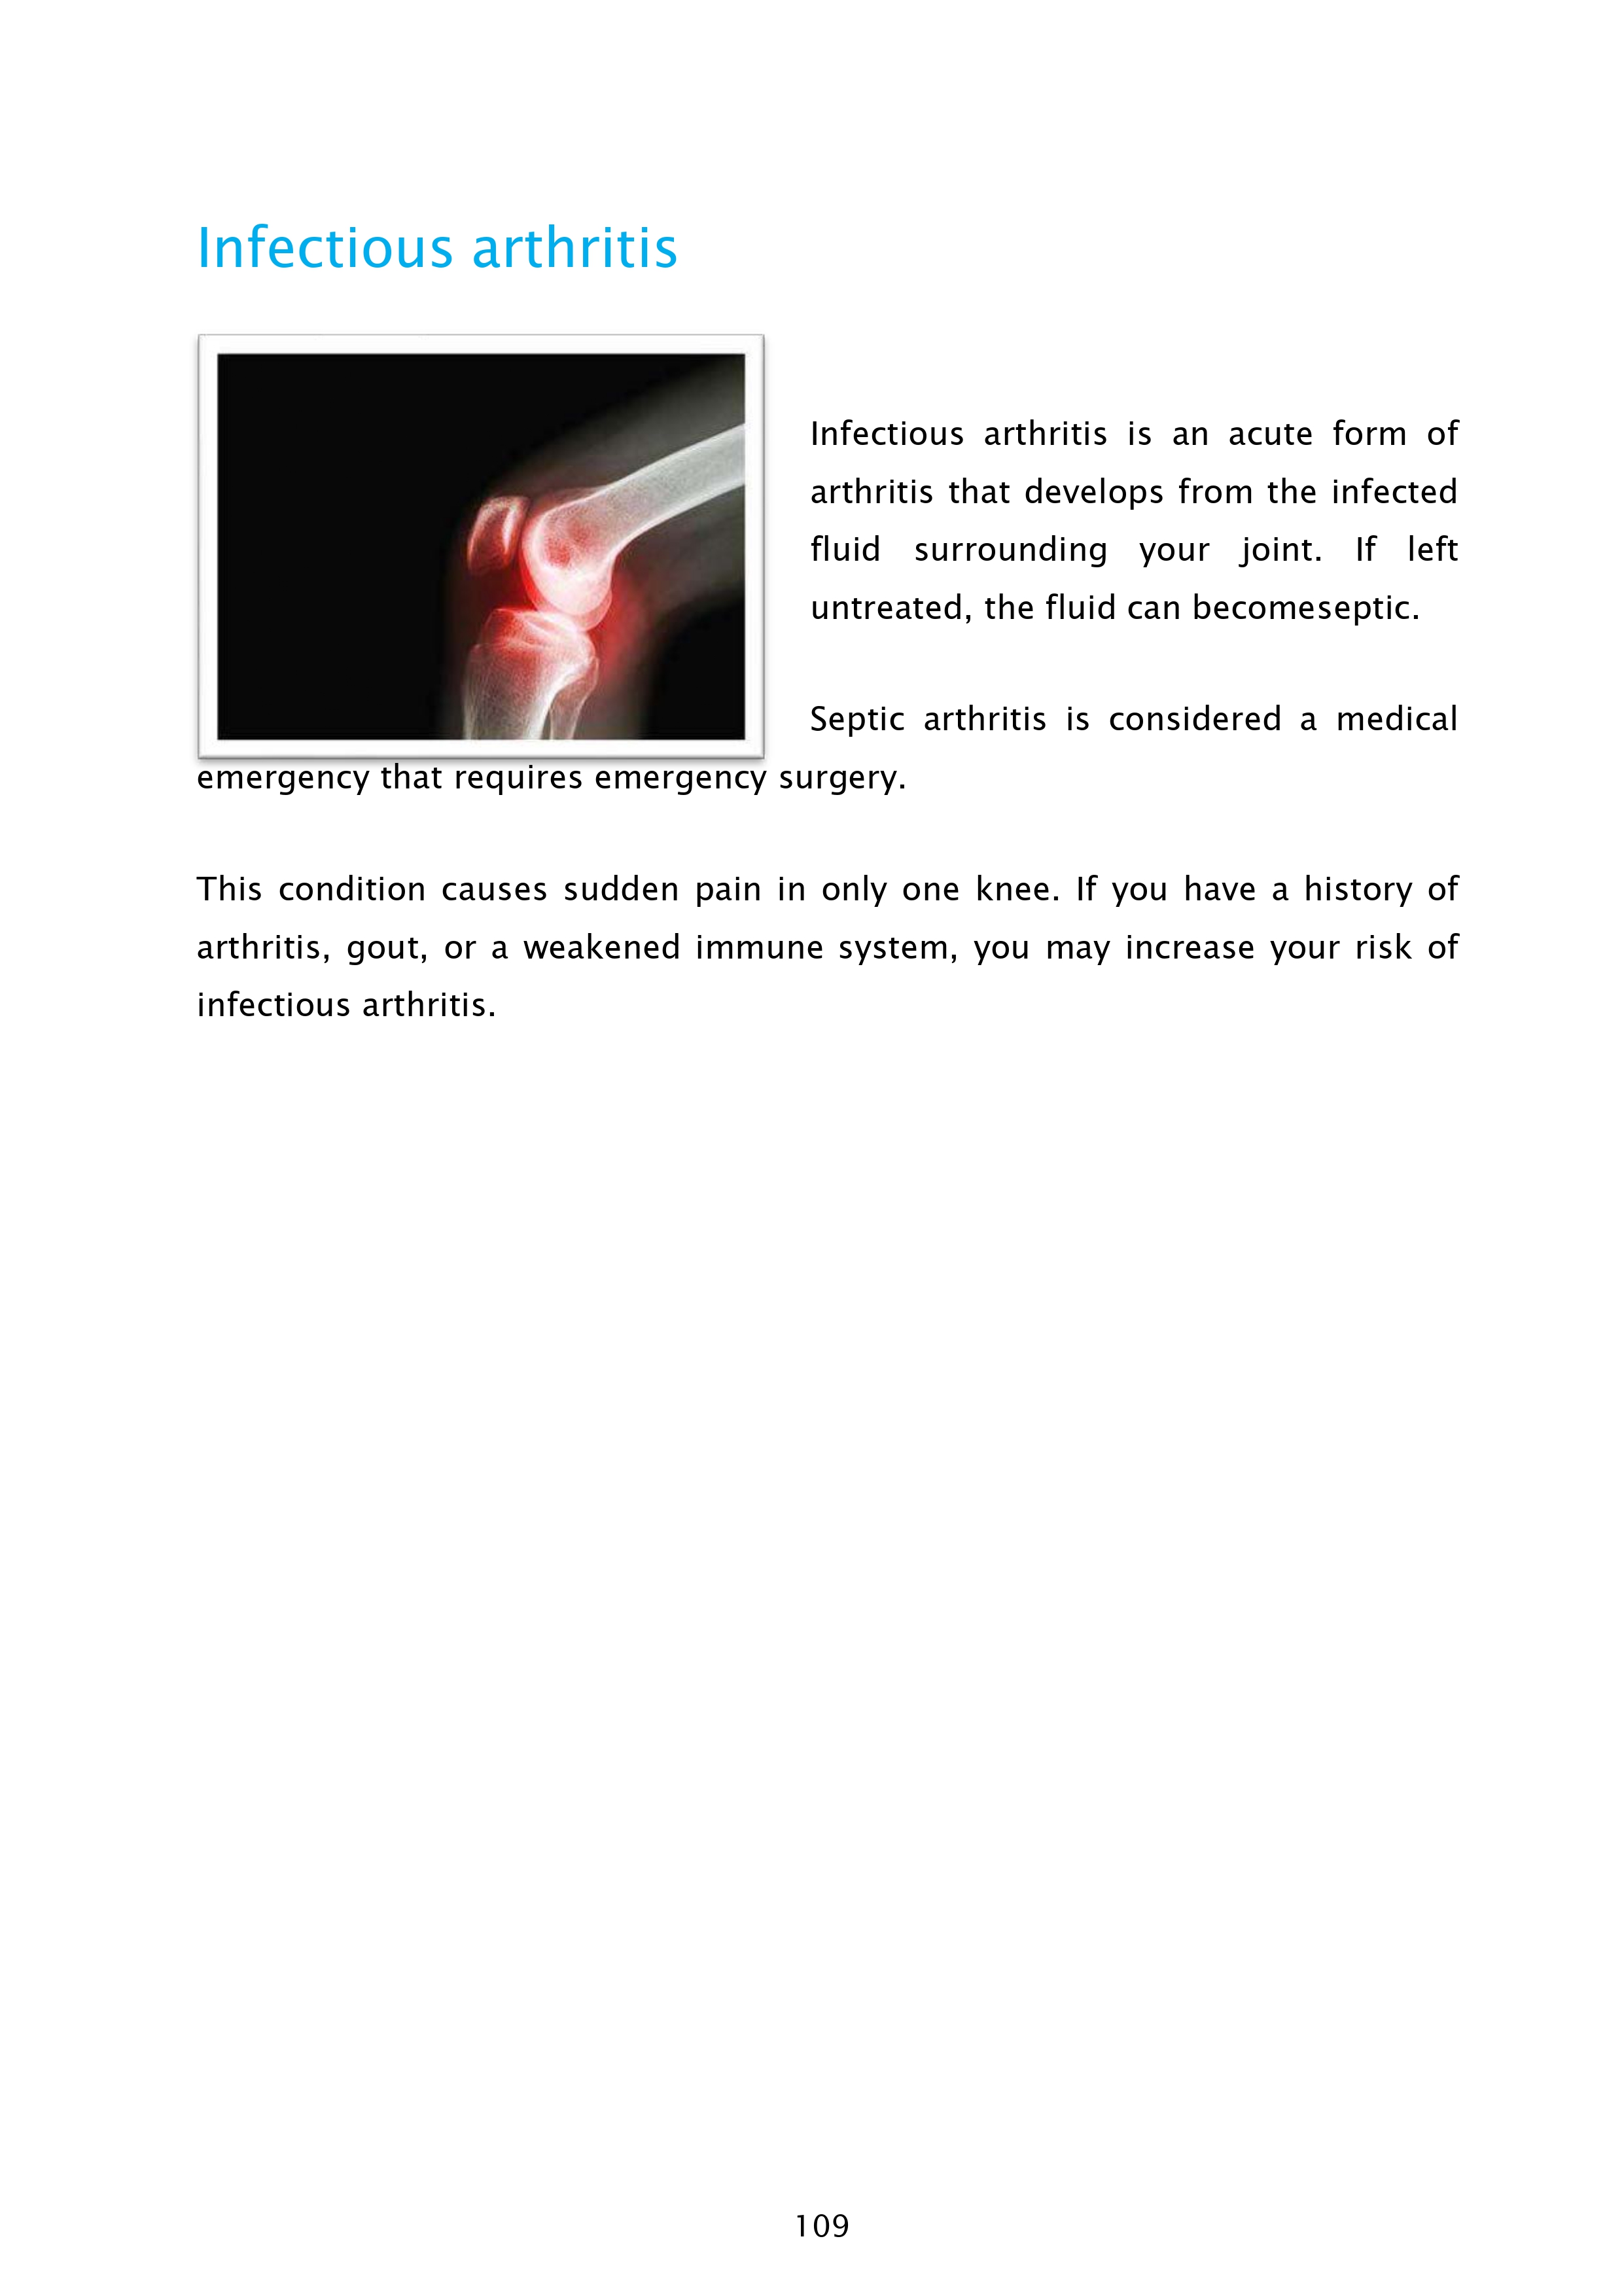 Infectious arthritis
Infectious arthritis is an acute form of
arthritis that develops from the infected
fluid surrounding your joint. If left
untreated, the fluid can becomeseptic.
Septic arthritis is considered a medical
emergency that requires emergency surgery.
This condition causes sudden pain in only one knee. If you have a history of
arthritis, gout, or a weakened immune system, you may increase your risk of
infectious arthritis.
109